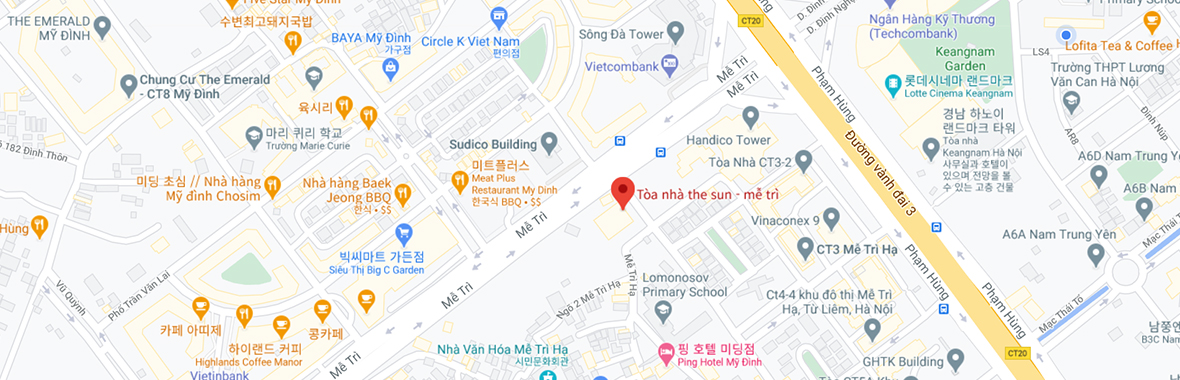 THE EMERALD
MỸ ĐÌNH
Five Star Mỹ Đình
수변최고돼지국밥
BAYA Mỹ Đình
가구점
Circle K Viet Nam
편의점
Sông Đà Tower
CT20
D. Đình
Ngân Hàng Kỹ Thương
(Techcombank)
Keangnam
Garden
LS4
Lofita Tea & Coffee
Trường THPT Lương
Văn Can Hà Nội
Chung Cư The Emerald
- CT8 Mỹ Đình
Vietcombank
Mễ Trì
Mễ Trì
Phạm Hùng
롯데시네마 랜드마크
Lotte Cinema Keangnam
육시리
마리 퀴리 학교
Trường Marie Curie
Sudico Building
Handico Tower
Đường vành đai 3
경남 하노이
랜드마크 타워
Tòa nhà
Keangnam Hà Nội
사무실과 호텔이
있으며 전망을 볼
수 있는 고층 건물
AR8
Đình Núp
ố 182 Đình Thôn
미트플러스
Meat Plus
Restaurant My Dinh
한국식 BBQ • $$
Tòa Nhà CT3-2
A6D Nam Trung Yên
미딩 초심 // Nhà hàng
Mỹ đình Chosim
Nhà hàng Baek
Jeong BBQ
한식 • $$
Tòa nhà the sun - mễ trì
A6B Nam
Hùng
Mễ Trì
Vinaconex 9
A6A Nam Trung Yên
Mạc Thái Tổ
빅씨마트 가든점
Siêu Thị Big C Garden
CT3 Mễ Trì Hạ
Phạm Hùng
Vũ Quỳnh
Phố Trần Văn Lai
Mễ Trì
Mễ Trì Hạ
Lomonosov
Primary School
Ct4-4 khu đô thị Mễ Trì
Hạ, Từ Liêm, Hà Nội
Phạm Hùng
Mạc Thái Tổ
Ngõ 2 Mễ Trì Hạ
카페 아띠제
콩카페
하이랜드 커피
Highlands Coffee Manor
Vietinbank
Mễ Trì
Nhà Văn Hóa Mễ Trì Hạ
시민문화회관
핑 호텔 미딩점
Ping Hotel Mỹ Đình
GHTK Building
CT20
B3C Nam